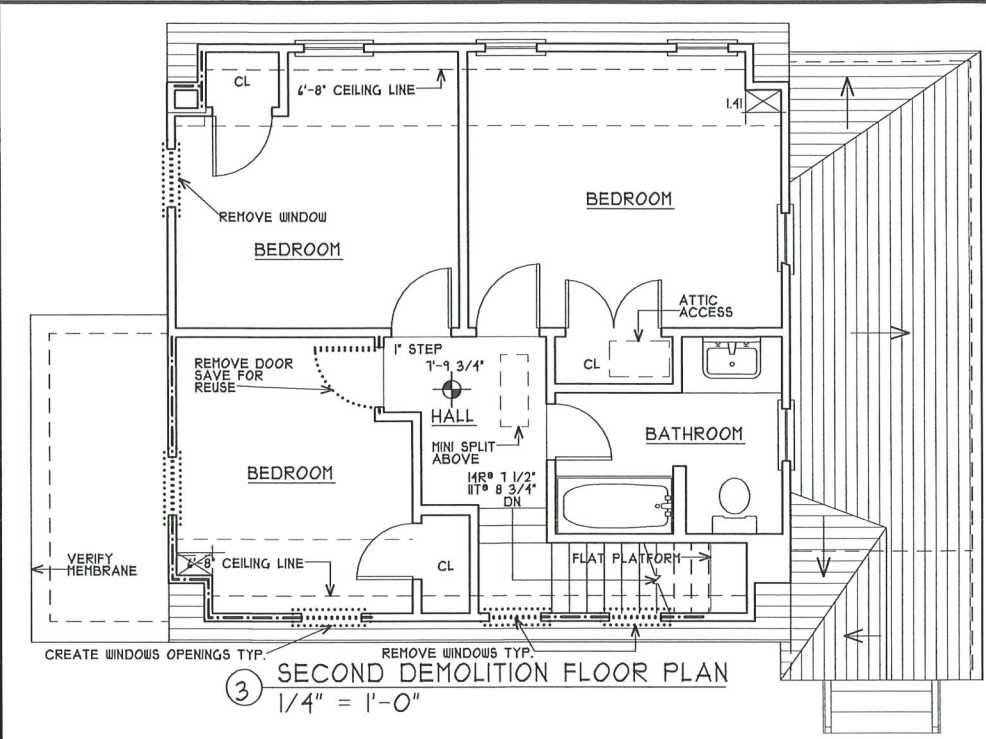 CL
6'-8" CEILING LINE
1.41
BEDROOM
REMOVE WINDOW
BEDROOM
ATTIC
ACCESS
1" STEP
7'-9 3/4"
REMOVE DOOR
SAVE FOR
REUSE
CL
HALL
BATHROOM
MINI SPLIT
ABOVE
BEDROOM
14R@ 7 1/2"
11T@ 8 3/4"
DN
VERIFY
MEMBRANE
6'-8" CEILING LINE
CL
FLAT PLATFORM
CREATE WINDOWS OPENINGS TYP.
REMOVE WINDOWS TYP.
3
SECOND DEMOLITION FLOOR PLAN
1/4" = 1'-0"